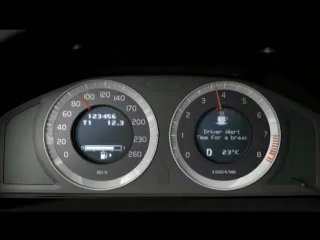 0 20 40 60 80 100 120 140 160 180 200 220 240 260
123456
T1 12.3
km/h
0 1 2 3 4 5 6 7 8
Driver Alert
Time for a break
D 23°C